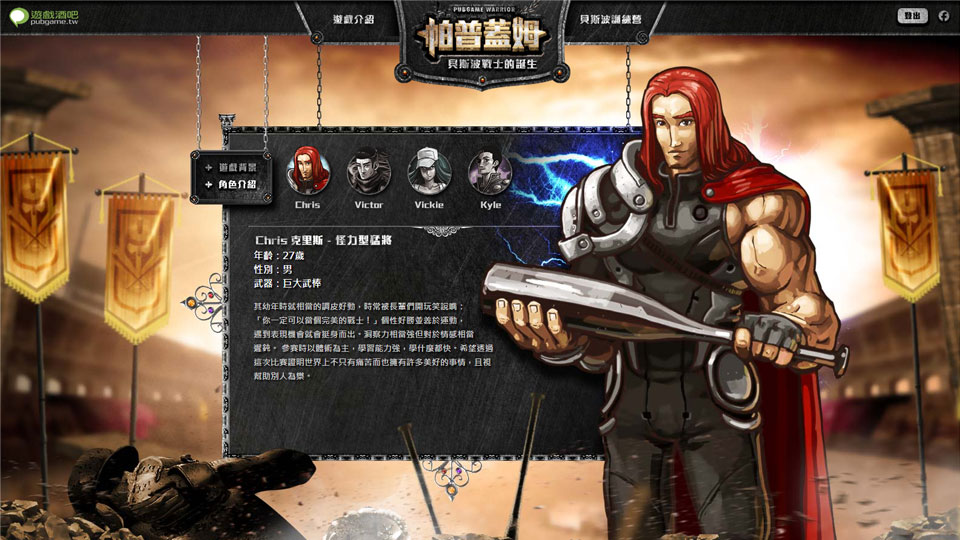 遊戲酒吧
pubgame.tw
遊戲介紹
PUBGAME WARRIOR
帕普蓋姆
貝斯波戰士的誕生
貝斯波訓練營
登出
遊戲背景
角色介紹
Chris
Victor
Vickie
Kyle
Chris 克里斯 - 怪力型猛將
年齡:27歲
性別:男
武器:巨大武棒
其幼年時就相當的調皮好動,時常被長輩們開玩笑說嘴:
「你一定可以當個完美的戰士!」個性好勝並善於運動,
遇到表現機會就會挺身而出。洞察力相當強但對於情感相當
遲鈍。參賽時以體術為主,學習能力強,學什麼都快。希望透過
這次比賽證明世界上不只有痛苦而也擁有許多美好的事情,且視
幫助別人為樂。